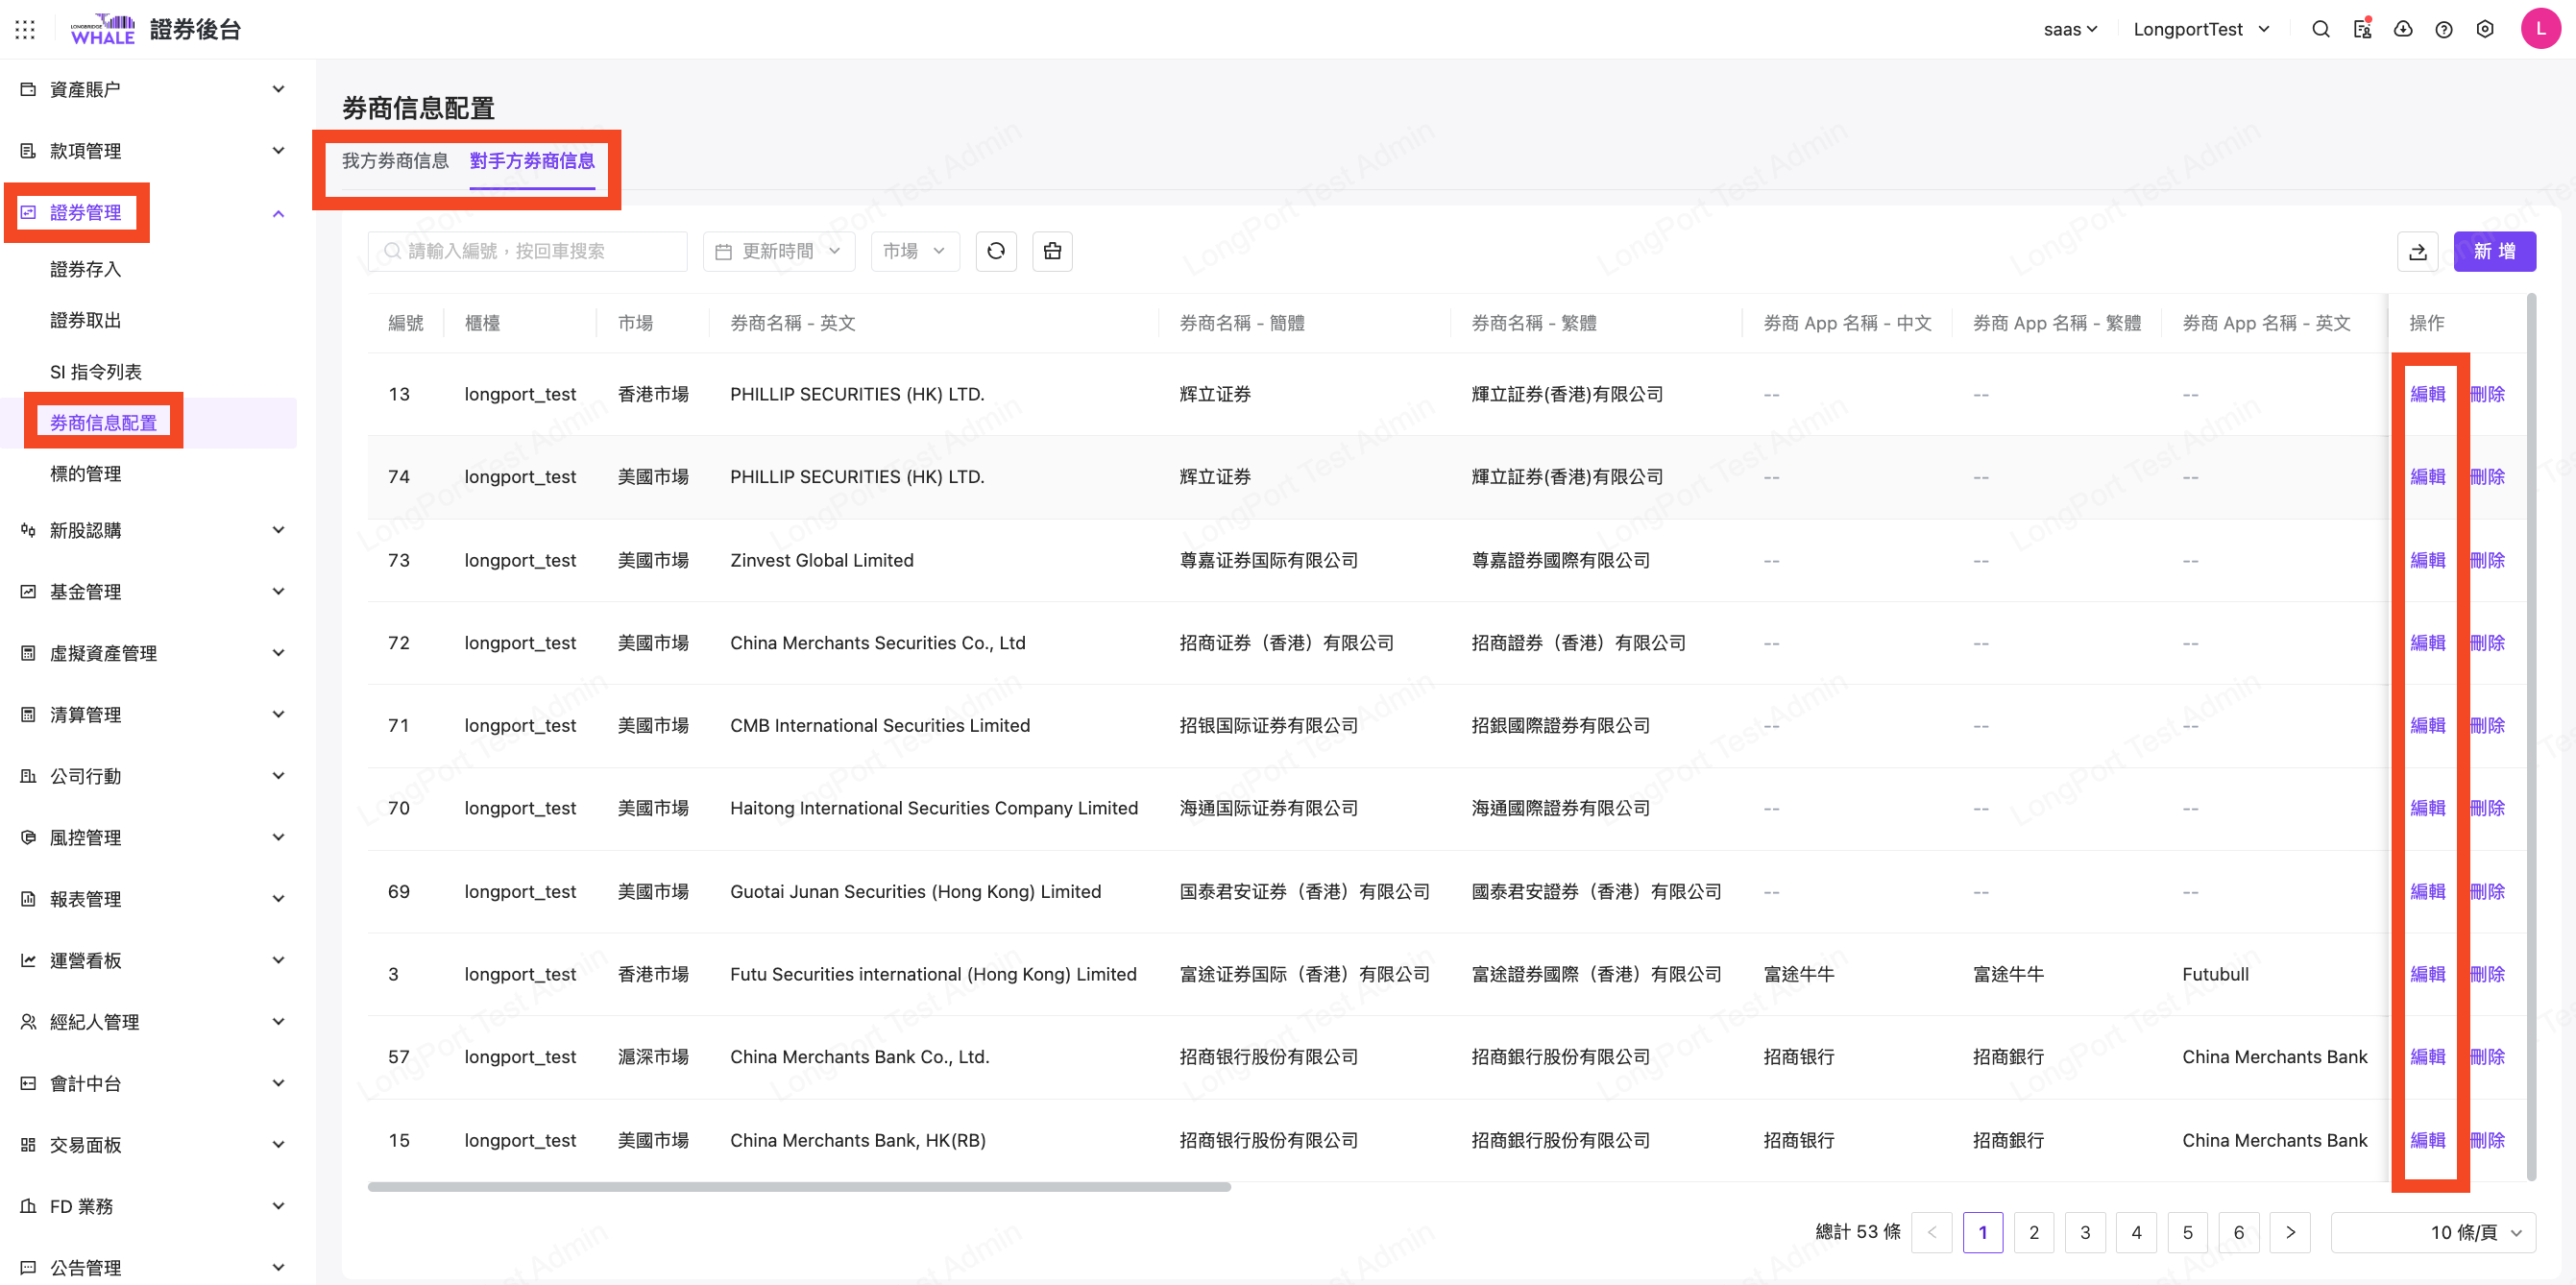 LONGBRIDGE
WHALE
證券後台
saas
LongportTest
L
資產賬户
款項管理
證券管理
證券存入
證券取出
SI 指令列表
券商信息配置
標的管理
新股認購
基金管理
虛擬資產管理
清算管理
公司行動
風控管理
報表管理
運營看板
經紀人管理
會計中台
交易面板
FD 業務
公告管理
券商信息配置
我方券商信息 對手方券商信息
請輸入編號，按回車搜索 更新時間 市場 新增
編號 櫃檯 市場 券商名稱 - 英文 券商名稱 - 簡體 券商名稱 - 繁體 券商 App 名稱 - 中文 券商 App 名稱 - 繁體 券商 App 名稱 - 英文 操作
13 longport_test 香港市場 PHILLIP SECURITIES (HK) LTD. 辉立证券 輝立証券(香港)有限公司 -- -- -- 編輯 刪除
74 longport_test 美國市場 PHILLIP SECURITIES (HK) LTD. 辉立证券 輝立証券(香港)有限公司 -- -- -- 編輯 刪除
73 longport_test 美國市場 Zinvest Global Limited 尊嘉证券国际有限公司 尊嘉證券國際有限公司 -- -- -- 編輯 刪除
72 longport_test 美國市場 China Merchants Securities Co., Ltd 招商证券（香港）有限公司 招商證券（香港）有限公司 -- -- -- 編輯 刪除
71 longport_test 美國市場 CMB International Securities Limited 招银国际证券有限公司 招銀國際證券有限公司 -- -- -- 編輯 刪除
70 longport_test 美國市場 Haitong International Securities Company Limited 海通国际证券有限公司 海通國際證券有限公司 -- -- -- 編輯 刪除
69 longport_test 美國市場 Guotai Junan Securities (Hong Kong) Limited 国泰君安证券（香港）有限公司 國泰君安證券（香港）有限公司 -- -- -- 編輯 刪除
3 longport_test 香港市場 Futu Securities international (Hong Kong) Limited 富途证券国际（香港）有限公司 富途證券國際（香港）有限公司 富途牛牛 富途牛牛 Futubull 編輯 刪除
57 longport_test 滬深市場 China Merchants Bank Co., Ltd. 招商银行股份有限公司 招商銀行股份有限公司 招商银行 招商銀行 China Merchants Bank 編輯 刪除
15 longport_test 美國市場 China Merchants Bank, HK(RB) 招商银行股份有限公司 招商銀行股份有限公司 招商银行 招商銀行 China Merchants Bank 編輯 刪除
總計 53 條 < 1 2 3 4 5 6 > 10 條/頁
LongPort Test Admin